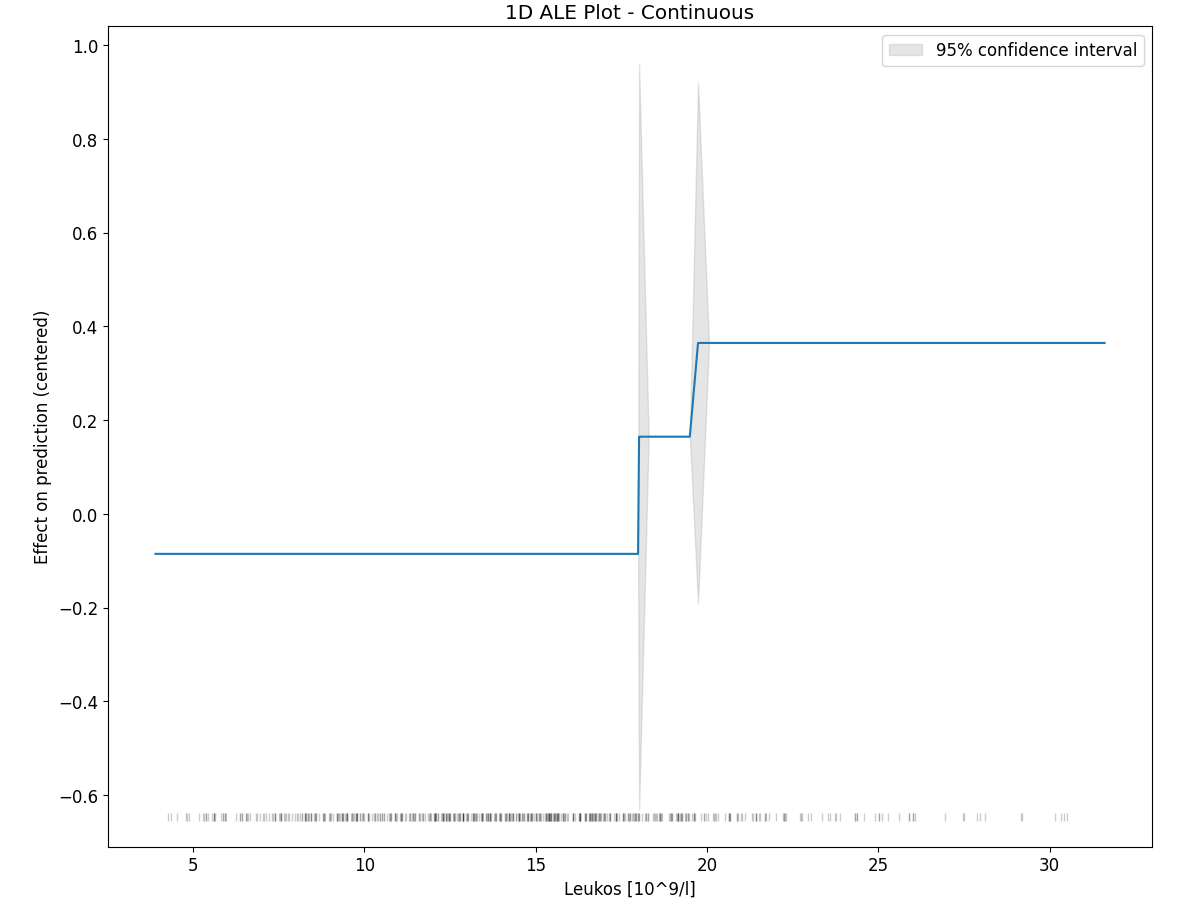 1D ALE Plot - Continuous
95% confidence interval
1.0
0.8
0.6
0.4
0.2
0.0
−0.2
−0.4
−0.6
Effect on prediction (centered)
5 10 15 20 25 30
Leukos [10^9/l]